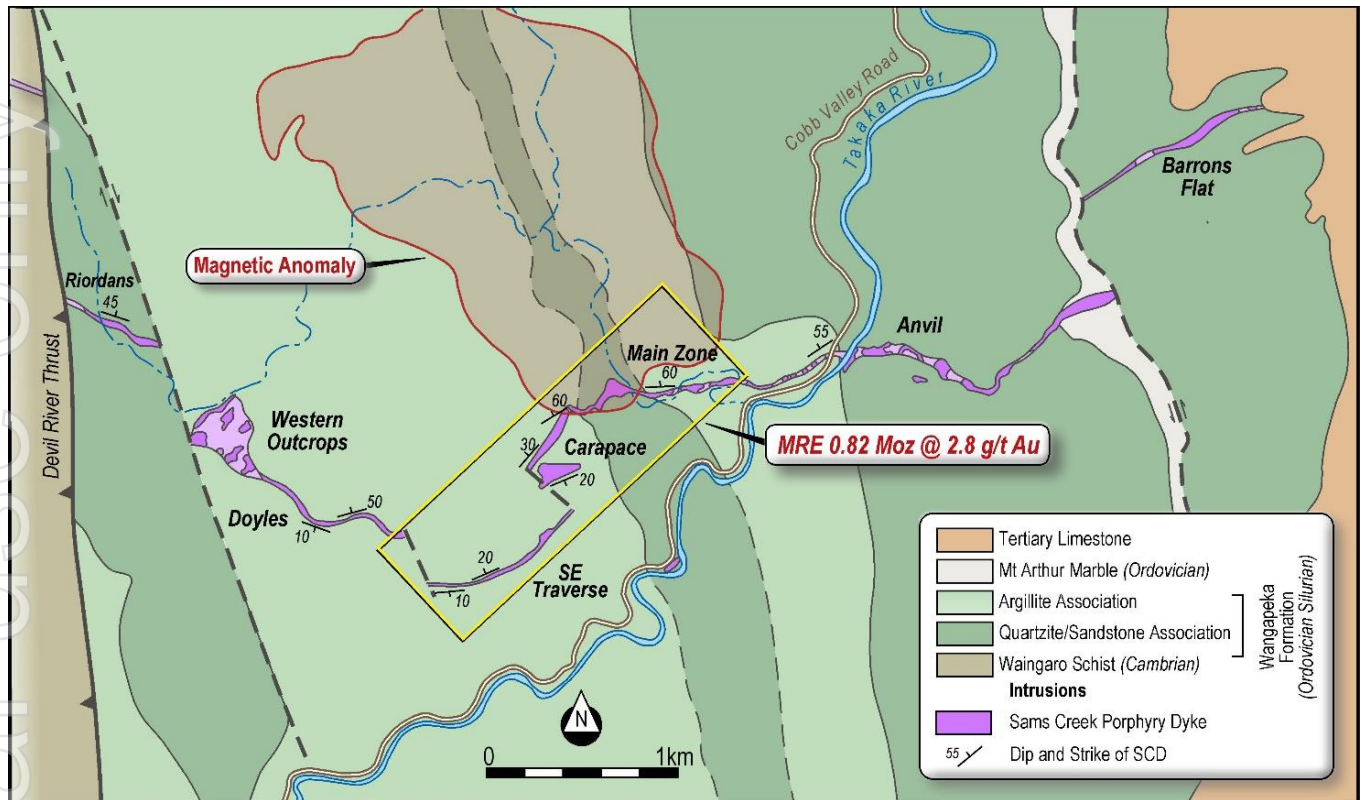 Cobb Valley Road
Takaka River
Barrons
Flat
Magnetic Anomaly
Riordans
45
Devil River Thrust
55
Anvil
Main Zone
60
Western
Outcrops
60
MRE 0.82 Moz @ 2.8 g/t Au
30
Carapace
20
50
Doyles
10
20
SE
Traverse
10
N
0
1km
Tertiary Limestone
Mt Arthur Marble (Ordovician)
Argillite Association
Quartzite/Sandstone Association
Waingaro Schist (Cambrian)
Wangapeka
Formation
(Ordovician Silurian)
Intrusions
Sams Creek Porphyry Dyke
55 Dip and Strike of SCD